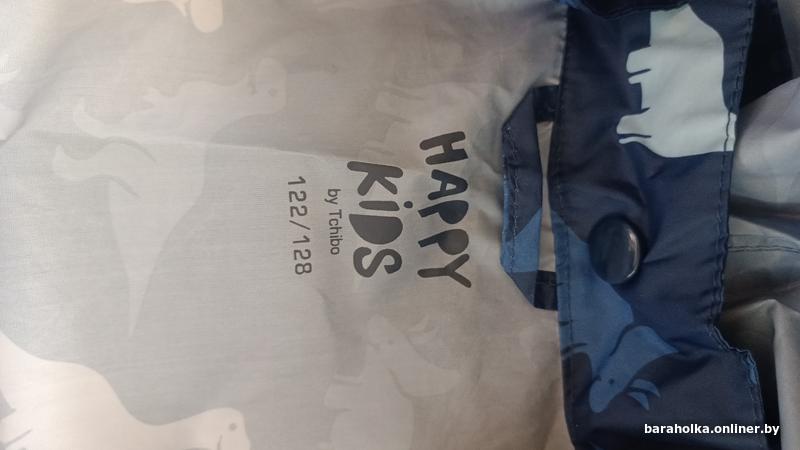 HAPPY
KiDS
by Tchibo
122/128
baraholka.onliner.by